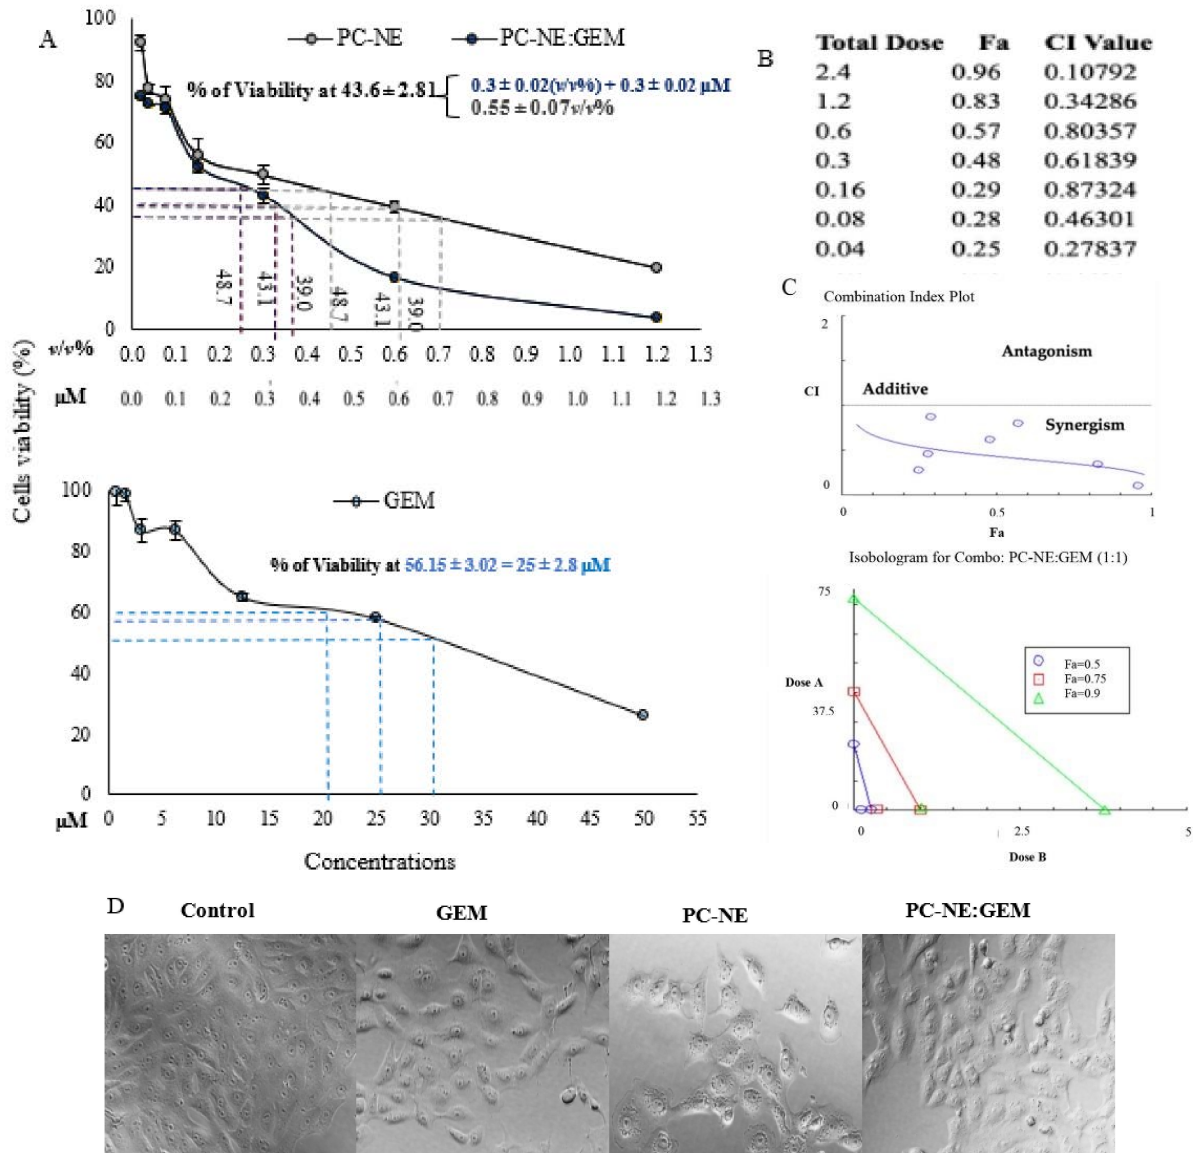 A
PC-NE
PC-NE:GEM
% of Viability at 43.6 ± 2.81
0.3 ± 0.02(v/v%) + 0.3 ± 0.02 µM
0.55 ± 0.07v/v%
100
80
60
40
20
0
48.7
43.1
39.0
48.7
43.1
39.0
v/v% 0.0 0.1 0.2 0.3 0.4 0.5 0.6 0.7 0.8 0.9 1.0 1.1 1.2 1.3
µM 0.0 0.1 0.2 0.3 0.4 0.5 0.6 0.7 0.8 0.9 1.0 1.1 1.2 1.3
Cells viability (%)
GEM
% of Viability at 56.15 ± 3.02 = 25 ± 2.8 µM
100
80
60
40
20
0
µM 0 5 10 15 20 25 30 35 40 45 50 55
Concentrations
B
Total Dose Fa CI Value
2.4 0.96 0.10792
1.2 0.83 0.34286
0.6 0.57 0.80357
0.3 0.48 0.61839
0.16 0.29 0.87324
0.08 0.28 0.46301
0.04 0.25 0.27837
C
Combination Index Plot
2
Antagonism
CI
Additive
Synergism
0
0 0.5 1
Fa
Isobologram for Combo: PC-NE:GEM (1:1)
75
Fa=0.5
Fa=0.75
Fa=0.9
Dose A
37.5
0
0 2.5 5
Dose B
D
Control
GEM
PC-NE
PC-NE:GEM